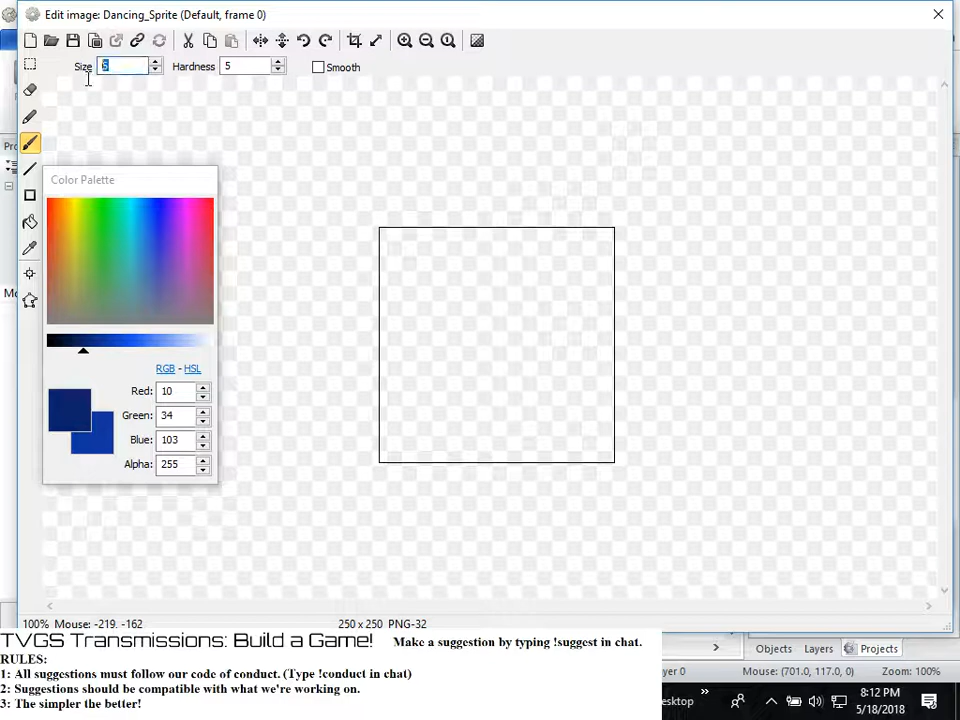 Edit image: Dancing_Sprite (Default, frame 0)
Size 5 Hardness 5 Smooth
Color Palette
RGB - HSL
Red: 10
Green: 34
Blue: 103
Alpha: 255
100% Mouse: -219, -162 250 x 250 PNG-32
Objects Layers Projects
Mouse: (701.0, 117.0, 0) Zoom: 100%
TVGS Transmissions: Build a Game! Make a suggestion by typing !suggest in chat.
RULES:
1: All suggestions must follow our code of conduct. (Type !conduct in chat)
2: Suggestions should be compatible with what we're working on.
3: The simpler the better!
8:12 PM
5/18/2018